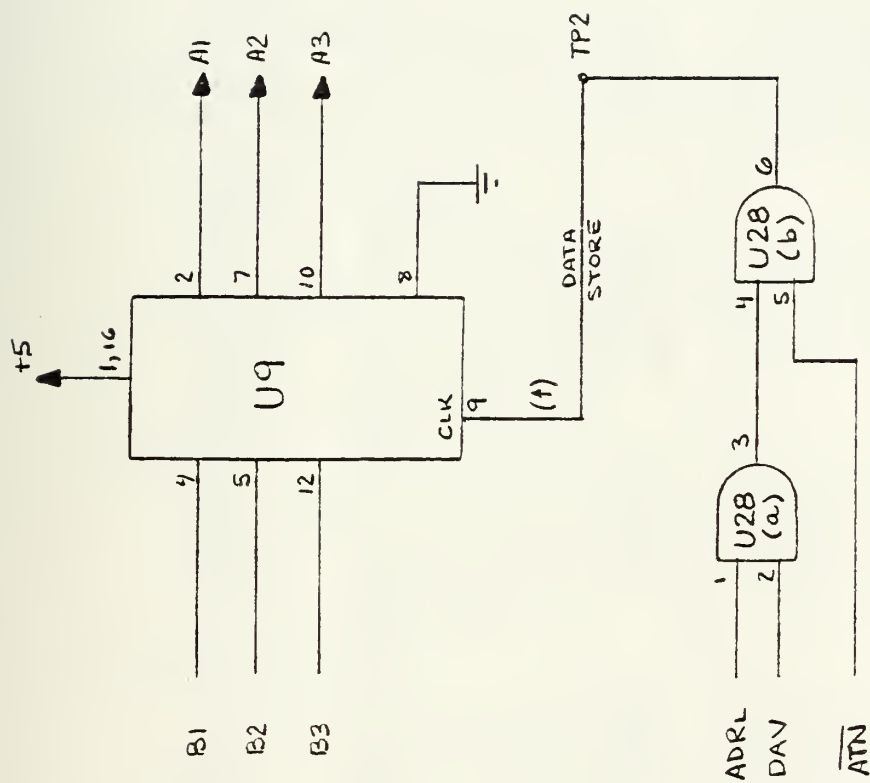 +5
1,16
B1
4
2
A1
B2
5
U9
7
A2
B3
12
10
A3
CLK
8
9
(↑)
DATA
STORE
TP2
ADRL
1
U28
(a)
3
DAV
2
4
U28
(b)
6
5
ATN